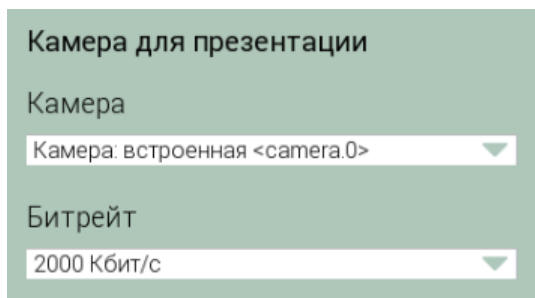 Камера для презентации
Камера
Камера: встроенная <camera.0>
Битрейт
2000 Кбит/с